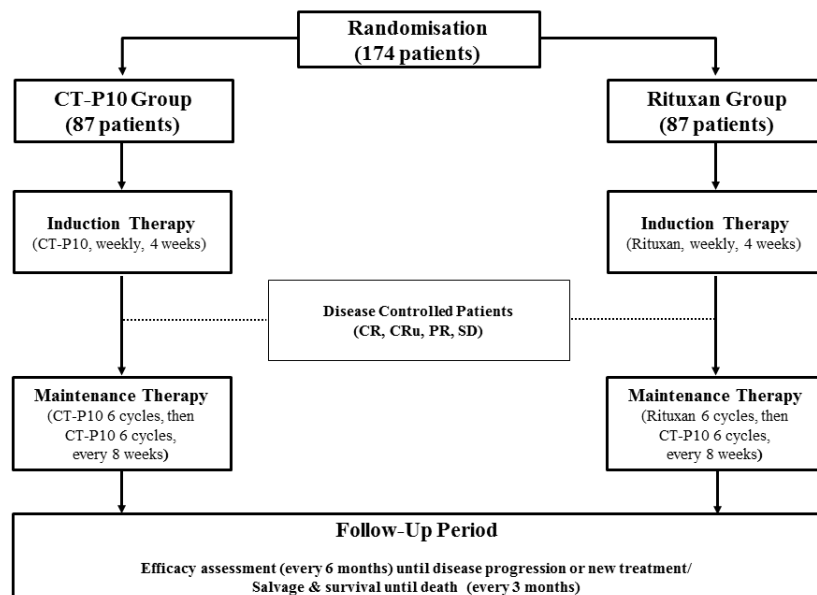 Randomisation
(174 patients)
CT-P10 Group
(87 patients)
Rituxan Group
(87 patients)
Induction Therapy
(CT-P10, weekly, 4 weeks)
Induction Therapy
(Rituxan, weekly, 4 weeks)
Disease Controlled Patients
(CR, CRu, PR, SD)
Maintenance Therapy
(CT-P10 6 cycles, then
CT-P10 6 cycles,
every 8 weeks)
Maintenance Therapy
(Rituxan 6 cycles, then
CT-P10 6 cycles,
every 8 weeks)
Follow-Up Period
Efficacy assessment (every 6 months) until disease progression or new treatment/
Salvage & survival until death (every 3 months)